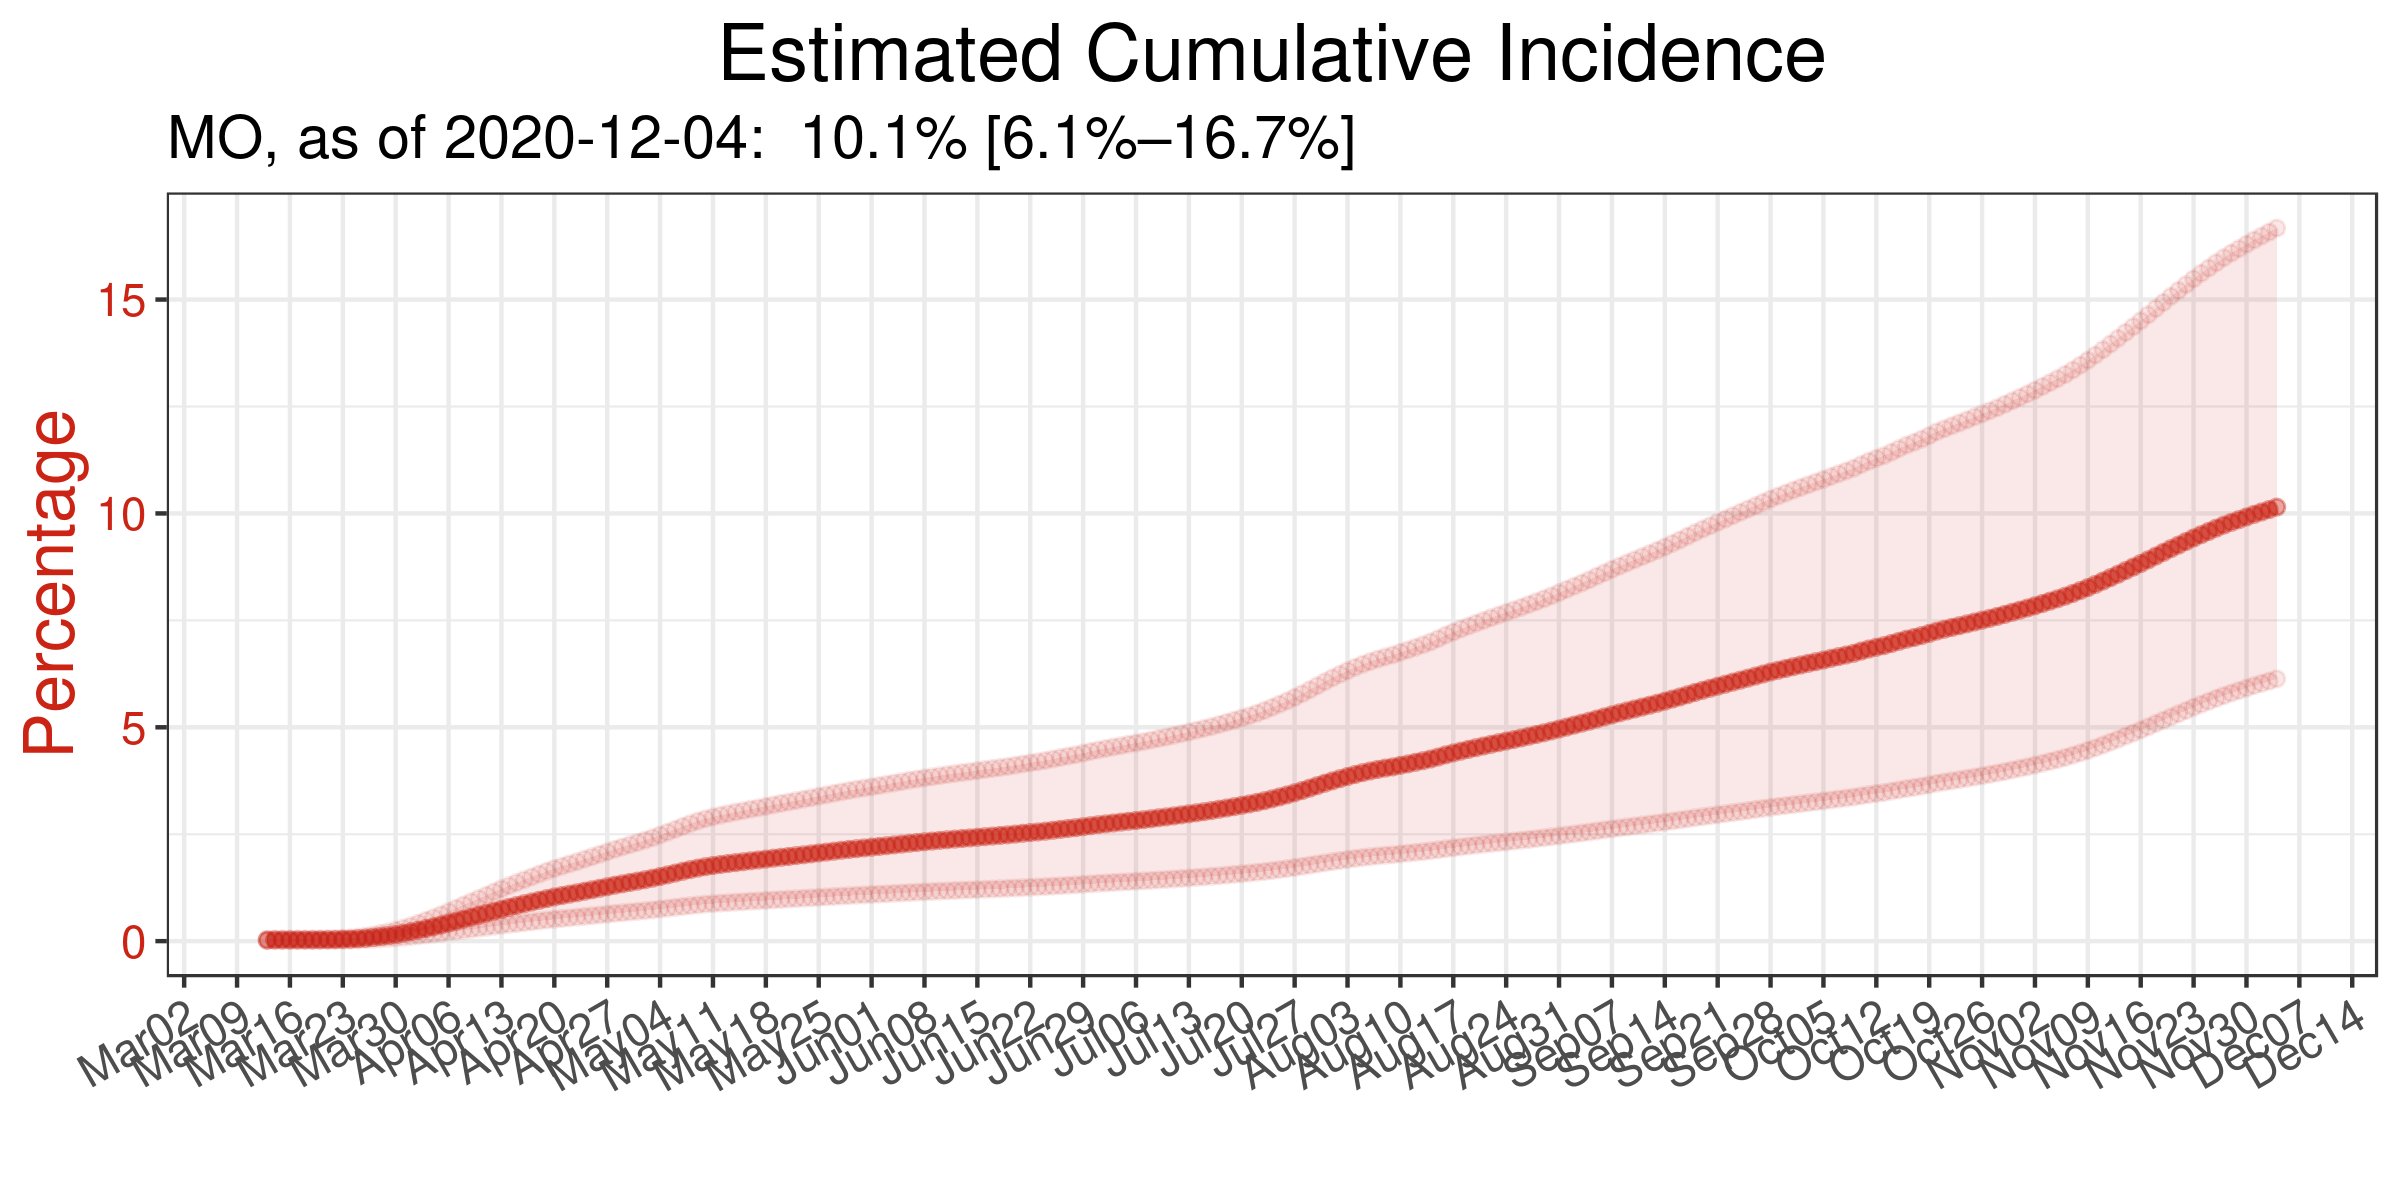 Estimated Cumulative Incidence
MO, as of 2020-12-04:  10.1% [6.1%–16.7%]
Percentage
15
10
5
0
Mar02
Mar09
Mar16
Mar23
Mar30
Apr06
Apr13
Apr20
Apr27
May04
May11
May18
May25
Jun01
Jun08
Jun15
Jun22
Jun29
Jul06
Jul13
Jul20
Jul27
Aug03
Aug10
Aug17
Aug24
Aug31
Sep07
Sep14
Sep21
Sep28
Oct05
Oct12
Oct19
Oct26
Nov02
Nov09
Nov16
Nov23
Nov30
Dec07
Dec14